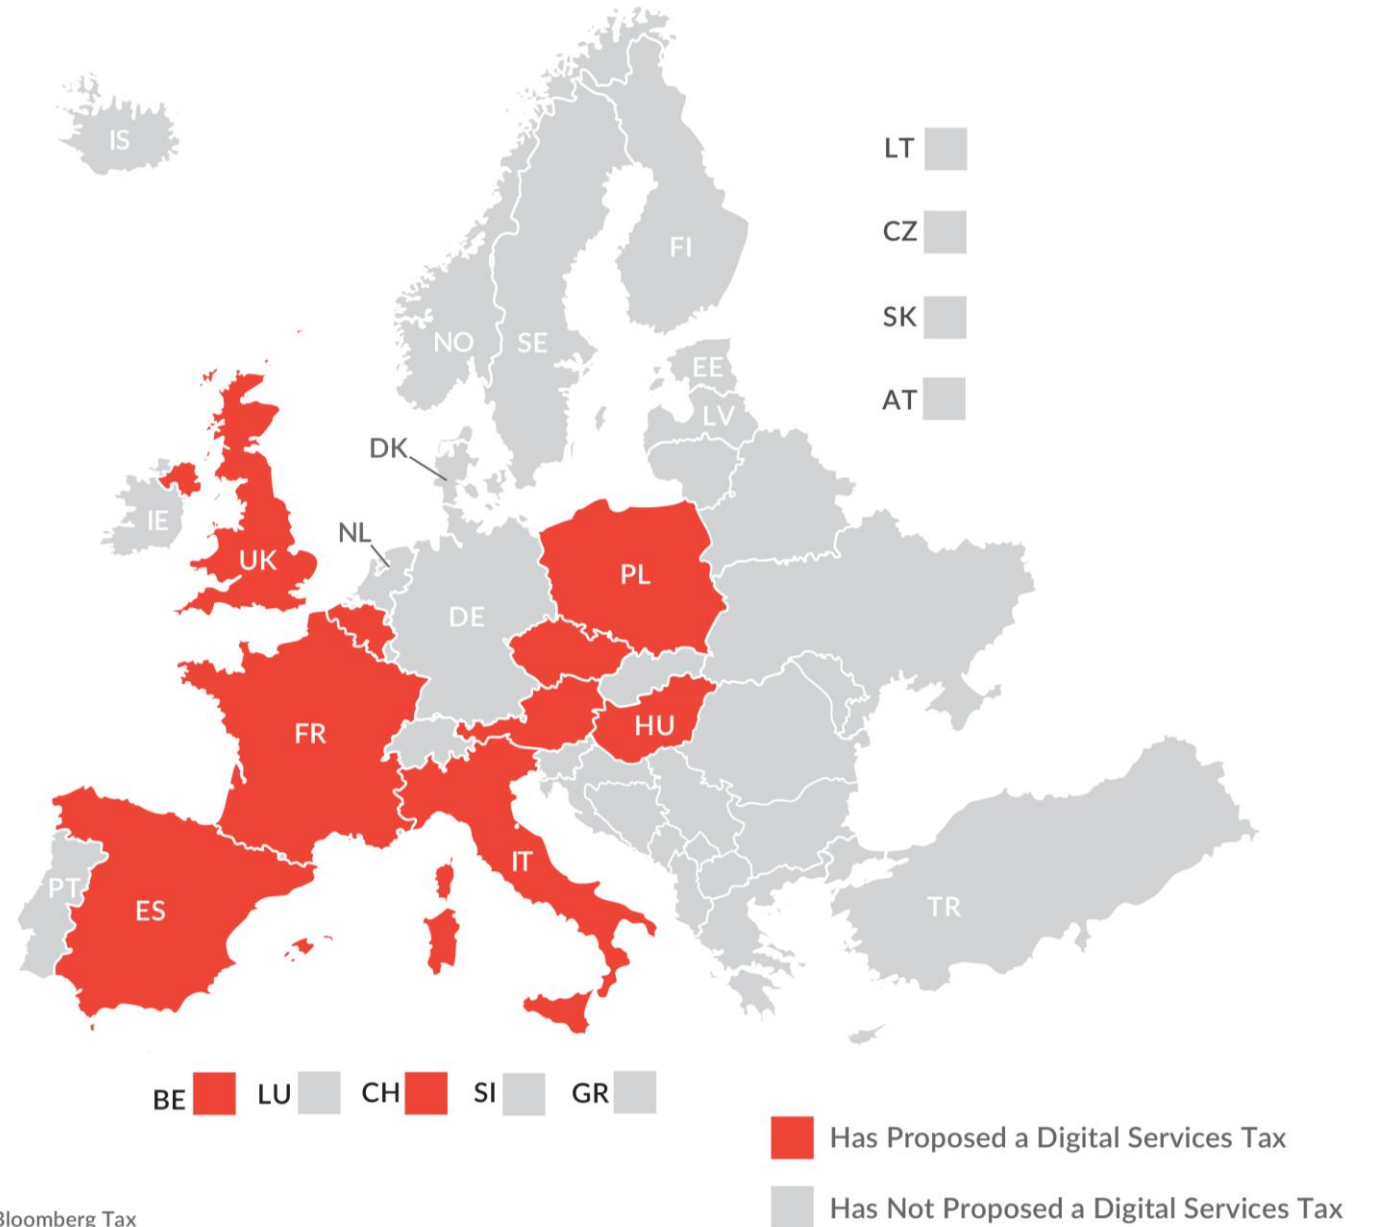 IS
LT
CZ
FI
SK
NO
SE
EE
AT
LV
DK
IE
NL
UK
PL
DE
FR
HU
IT
PT
ES
TR
BE
LU
CH
SI
GR
Has Proposed a Digital Services Tax
Has Not Proposed a Digital Services Tax
Bloomberg Tax